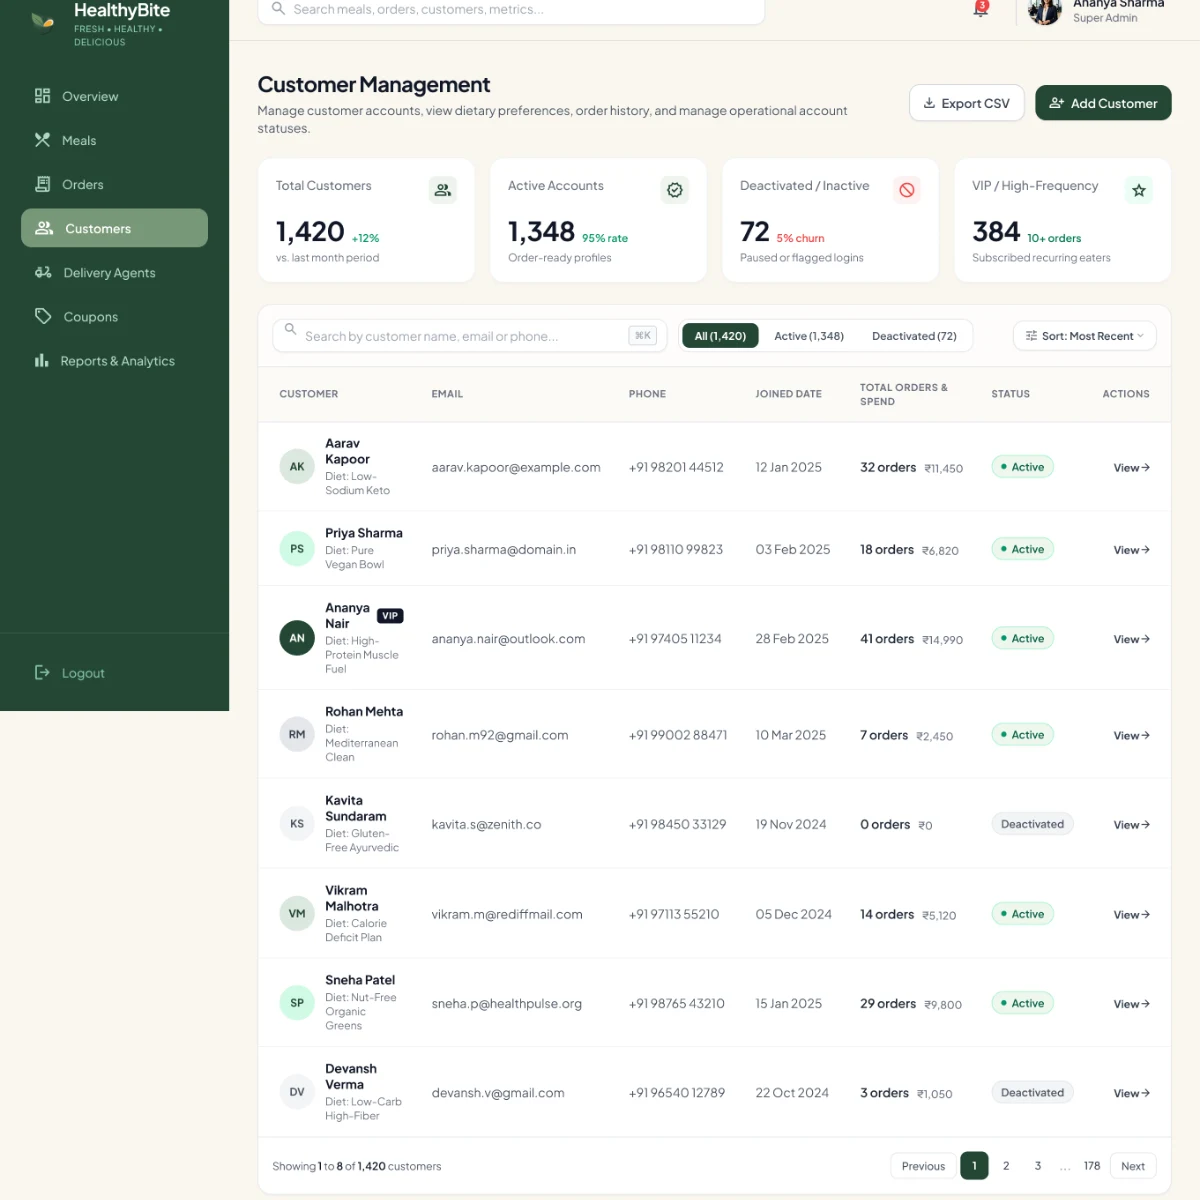 HealthyBite
FRESH • HEALTHY •
DELICIOUS
Overview
Meals
Orders
Customers
Delivery Agents
Coupons
Reports & Analytics
Logout
Search meals, orders, customers, metrics...
3
Ananya Sharma
Super Admin
Customer Management
Manage customer accounts, view dietary preferences, order history, and manage operational account
statuses.
Export CSV
Add Customer
Total Customers
1,420 +12%
vs. last month period
Active Accounts
1,348 95% rate
Order-ready profiles
Deactivated / Inactive
72 5% churn
Paused or flagged logins
VIP / High-Frequency
384 10+ orders
Subscribed recurring eaters
Search by customer name, email or phone... ⌘K
All (1,420) Active (1,348) Deactivated (72)
Sort: Most Recent
CUSTOMER EMAIL PHONE JOINED DATE TOTAL ORDERS &
SPEND STATUS ACTIONS
AK Aarav
Kapoor
Diet: Low-
Sodium Keto
aarav.kapoor@example.com +91 98201 44512 12 Jan 2025 32 orders ₹11,450 Active View→
PS Priya Sharma
Diet: Pure
Vegan Bowl
priya.sharma@domain.in +91 98110 99823 03 Feb 2025 18 orders ₹6,820 Active View→
AN Ananya
Nair VIP
Diet: High-
Protein Muscle
Fuel
ananya.nair@outlook.com +91 97405 11234 28 Feb 2025 41 orders ₹14,990 Active View→
RM Rohan Mehta
Diet:
Mediterranean
Clean
rohan.m92@gmail.com +91 99002 88471 10 Mar 2025 7 orders ₹2,450 Active View→
KS Kavita
Sundaram
Diet: Gluten-
Free Ayurvedic
kavita.s@zenith.co +91 98450 33129 19 Nov 2024 0 orders ₹0 Deactivated View→
VM Vikram
Malhotra
Diet: Calorie
Deficit Plan
vikram.m@rediffmail.com +91 97113 55210 05 Dec 2024 14 orders ₹5,120 Active View→
SP Sneha Patel
Diet: Nut-Free
Organic
Greens
sneha.p@healthpulse.org +91 98765 43210 15 Jan 2025 29 orders ₹9,800 Active View→
DV Devansh
Verma
Diet: Low-Carb
High-Fiber
devansh.v@gmail.com +91 96540 12789 22 Oct 2024 3 orders ₹1,050 Deactivated View→
Showing 1 to 8 of 1,420 customers
Previous 1 2 3 ... 178 Next